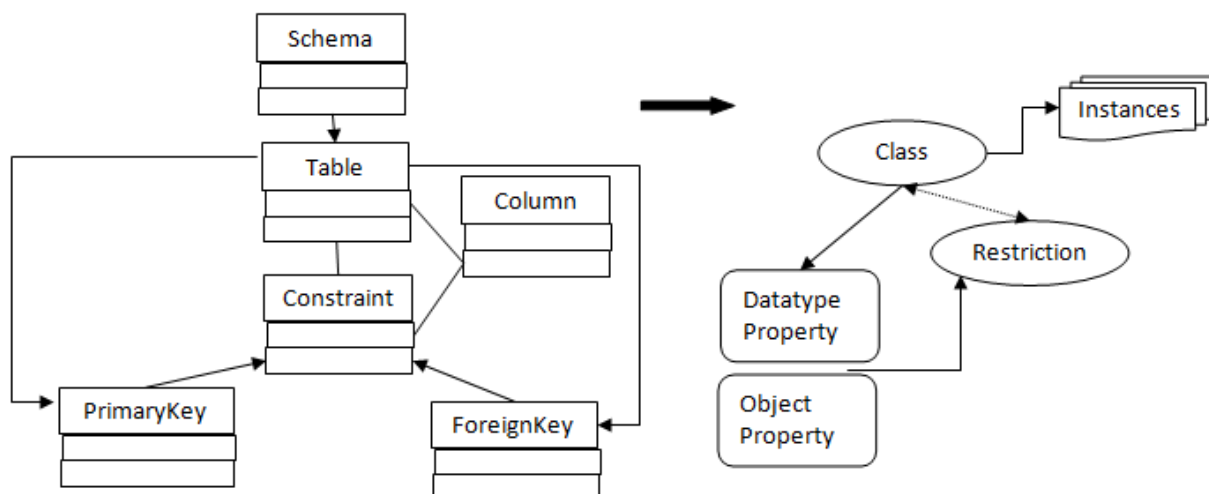 Schema
Table
Column
Constraint
PrimaryKey
ForeignKey
Instances
Class
Restriction
Datatype
Property
Object
Property